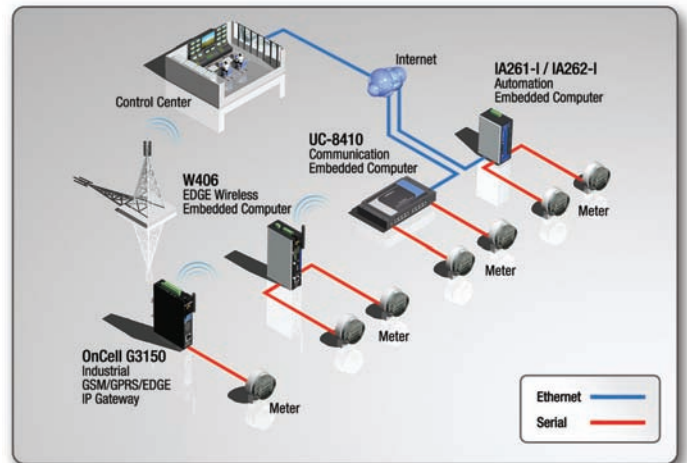 Internet
IA261-I / IA262-I
Automation
Embedded Computer
Control Center
UC-8410
Communication
Embedded Computer
W406
EDGE Wireless
Embedded Computer
Meter
Meter
Meter
OnCell G3150
Industrial
GSM/GPRS/EDGE
IP Gateway
Meter
Ethernet
Serial